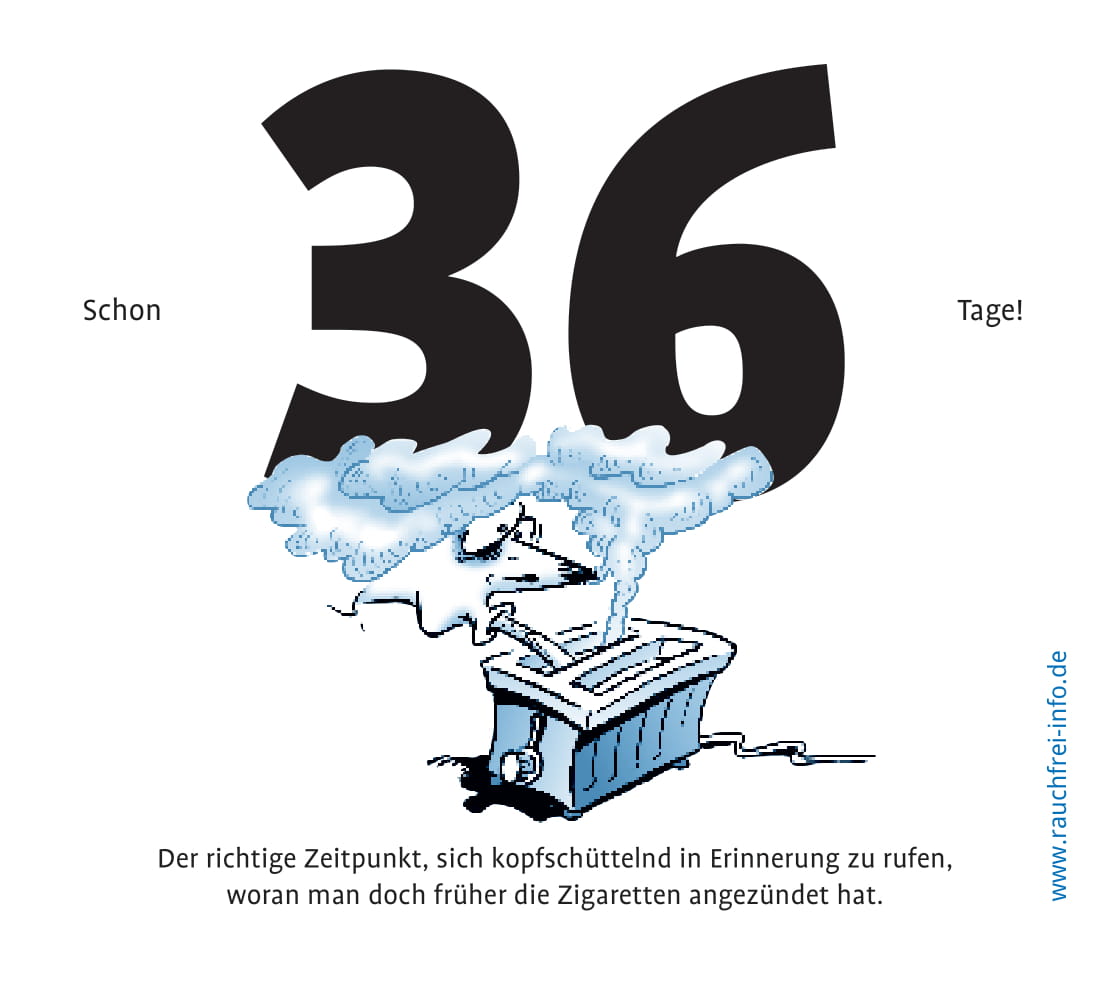 Schon
36
Tage!
Der richtige Zeitpunkt, sich kopfschüttelnd in Erinnerung zu rufen,
woran man doch früher die Zigaretten angezündet hat.
www.rauchfrei-info.de